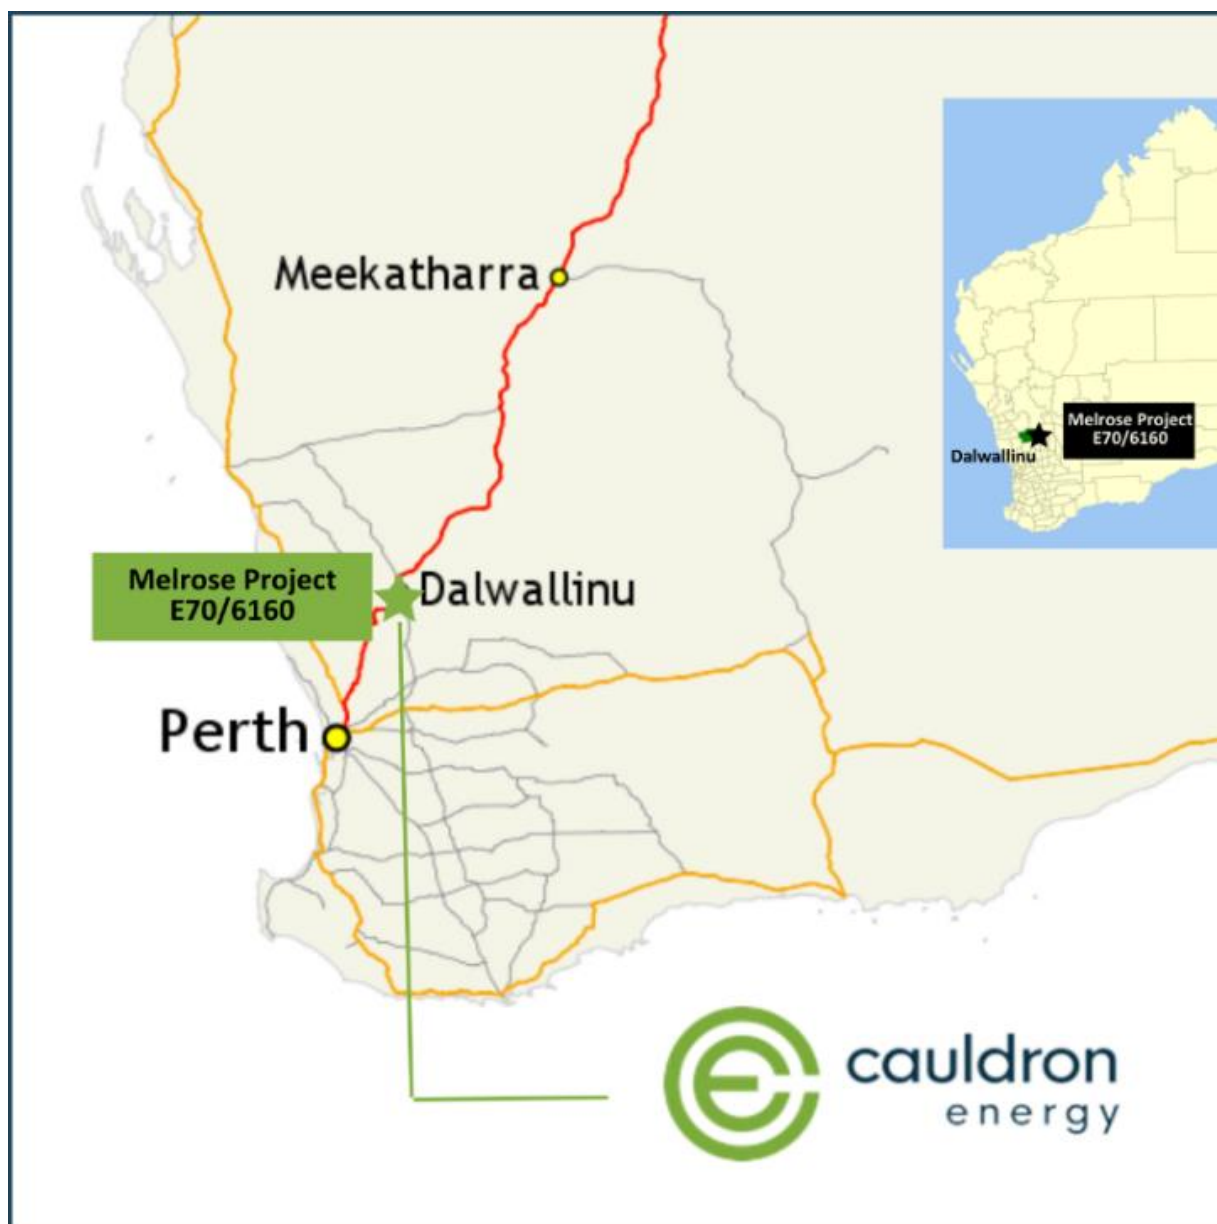 Meekatharra
Melrose Project
E70/6160
Dalwallinu
Melrose Project
E70/6160
Dalwallinu
Perth
cauldron
energy